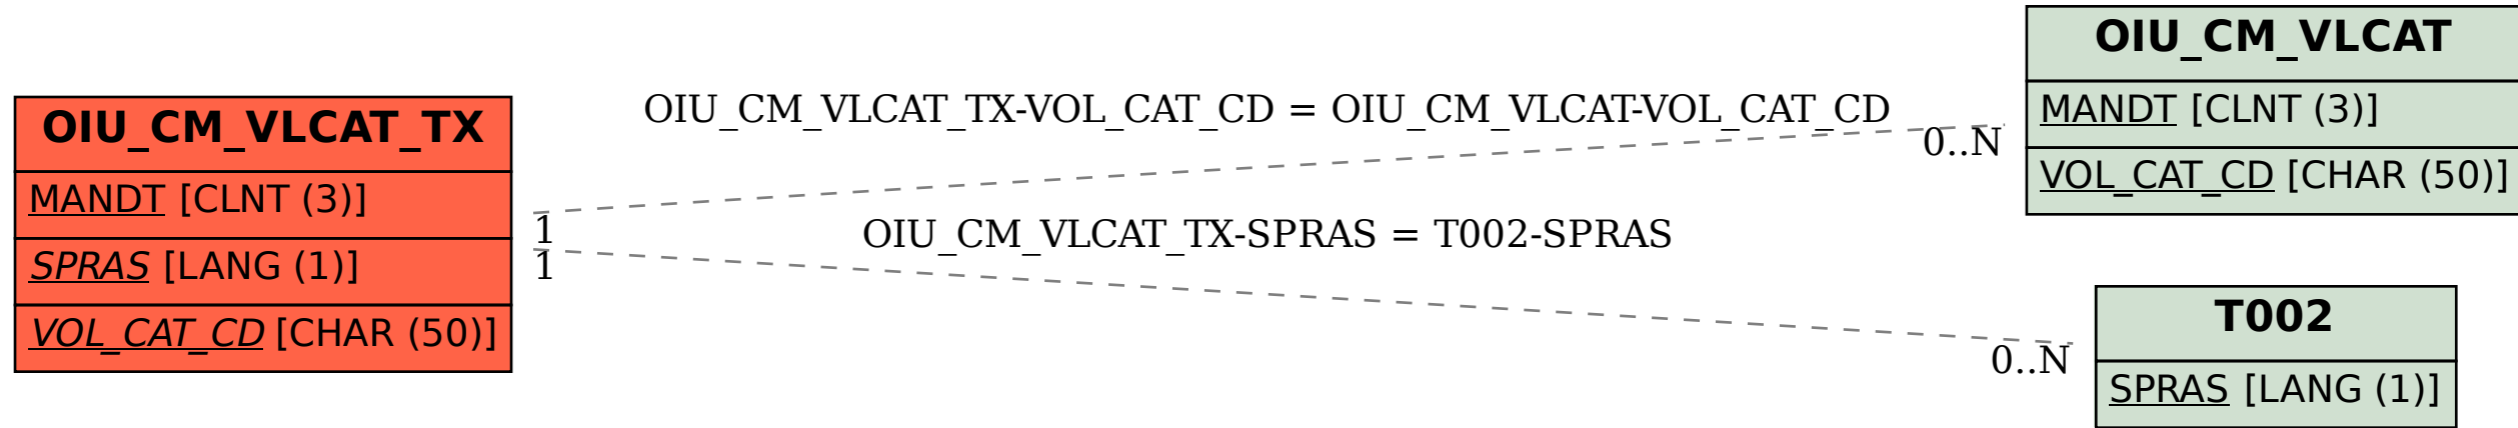 OIU_CM_VLCAT_TX
MANDT [CLNT (3)]
SPRAS [LANG (1)]
VOL_CAT_CD [CHAR (50)]
OIU_CM_VLCAT_TX-VOL_CAT_CD = OIU_CM_VLCAT-VOL_CAT_CD
0..N
1
OIU_CM_VLCAT_TX-SPRAS = T002-SPRAS
1
0..N
OIU_CM_VLCAT
MANDT [CLNT (3)]
VOL_CAT_CD [CHAR (50)]
T002
SPRAS [LANG (1)]